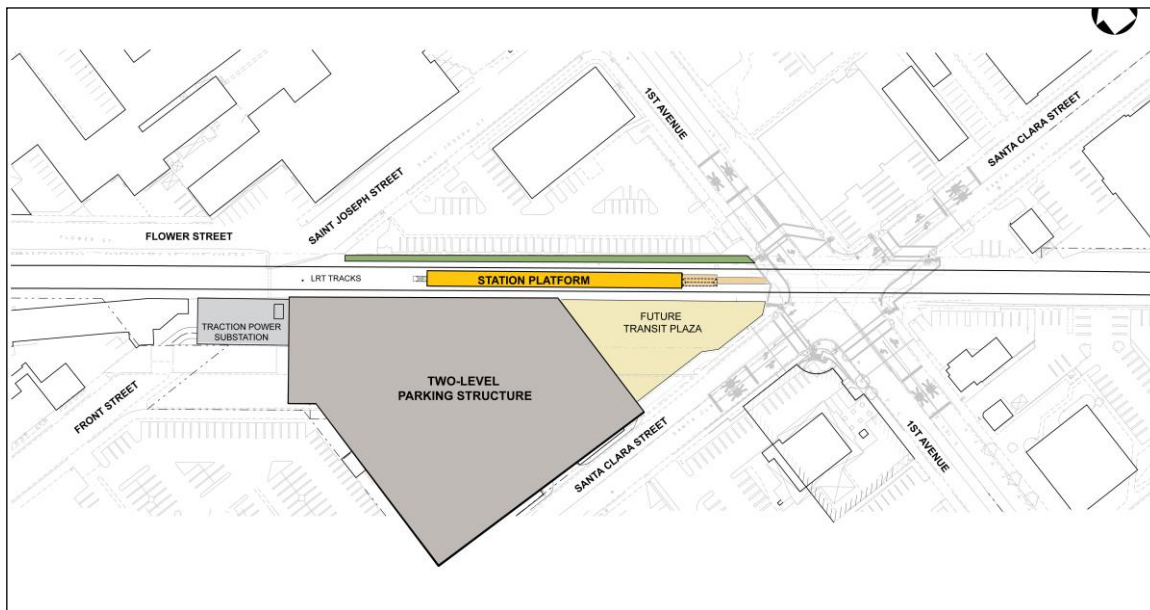 1ST AVENUE
SANTA CLARA STREET
SAINT JOSEPH STREET
FLOWER STREET
LRT TRACKS
STATION PLATFORM
TRACTION POWER
SUBSTATION
FUTURE
TRANSIT PLAZA
TWO-LEVEL
PARKING STRUCTURE
FRONT STREET
SANTA CLARA STREET
1ST AVENUE